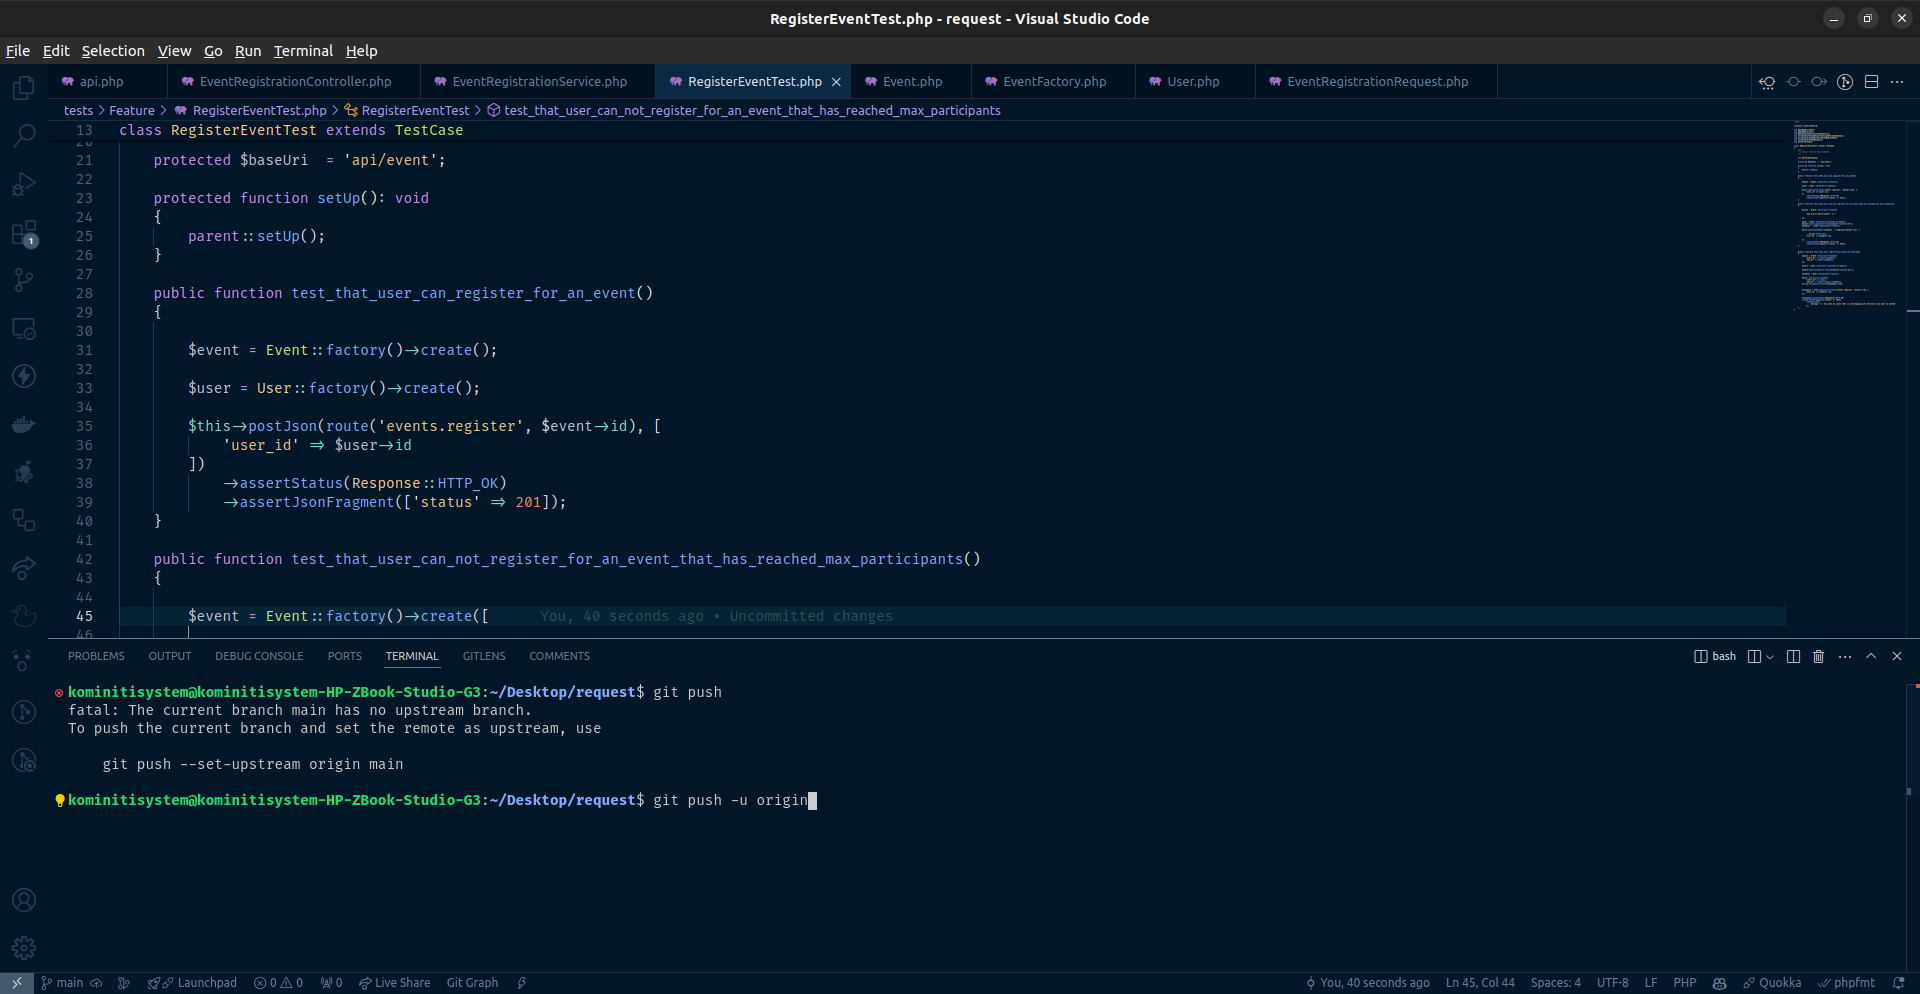 RegisterEventTest.php - request - Visual Studio Code
File Edit Selection View Go Run Terminal Help
api.php EventRegistrationController.php EventRegistrationService.php RegisterEventTest.php Event.php EventFactory.php User.php EventRegistrationRequest.php
tests > Feature > RegisterEventTest.php > RegisterEventTest > test_that_user_can_not_register_for_an_event_that_has_reached_max_participants
13 class RegisterEventTest extends TestCase
20
21 protected $baseUri = 'api/event';
22
23 protected function setUp(): void
24 {
25 parent::setUp();
26 }
27
28 public function test_that_user_can_register_for_an_event()
29 {
30
31 $event = Event::factory()->create();
32
33 $user = User::factory()->create();
34
35 $this->postJson(route('events.register', $event->id), [
36 'user_id' => $user->id
37 ])
38 ->assertStatus(Response::HTTP_OK)
39 ->assertJsonFragment(['status' => 201]);
40 }
41
42 public function test_that_user_can_not_register_for_an_event_that_has_reached_max_participants()
43 {
44
45 $event = Event::factory()->create([ You, 40 seconds ago • Uncommitted changes
46
1
PROBLEMS OUTPUT DEBUG CONSOLE PORTS TERMINAL GITLENS COMMENTS bash
kominitisystem@kominitisystem-HP-ZBook-Studio-G3:~/Desktop/request$ git push
fatal: The current branch main has no upstream branch.
To push the current branch and set the remote as upstream, use
git push --set-upstream origin main
kominitisystem@kominitisystem-HP-ZBook-Studio-G3:~/Desktop/request$ git push -u origin
main Launchpad 0 0 0 Live Share Git Graph You, 40 seconds ago Ln 45, Col 44 Spaces: 4 UTF-8 LF PHP Quokka phpfmt